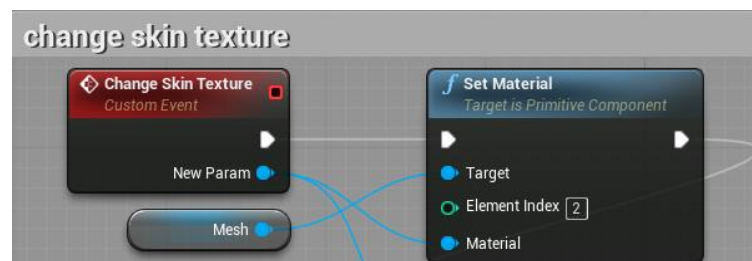 change skin texture
Change Skin Texture
Custom Event
New Param
Mesh
f Set Material
Target is Primitive Component
Target
Element Index 2
Material